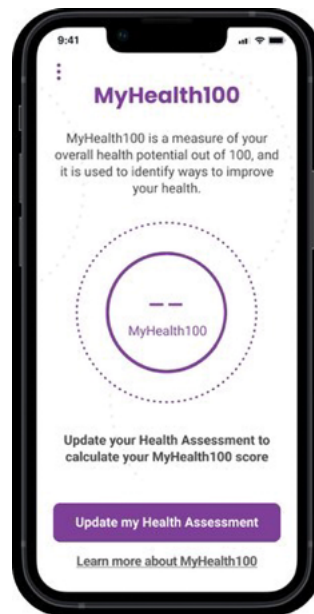 9:41
MyHealth100
MyHealth100 is a measure of your
overall health potential out of 100, and
it is used to identify ways to improve
your health.
--
MyHealth100
Update your Health Assessment to
calculate your MyHealth100 score
Update my Health Assessment
Learn more about MyHealth100